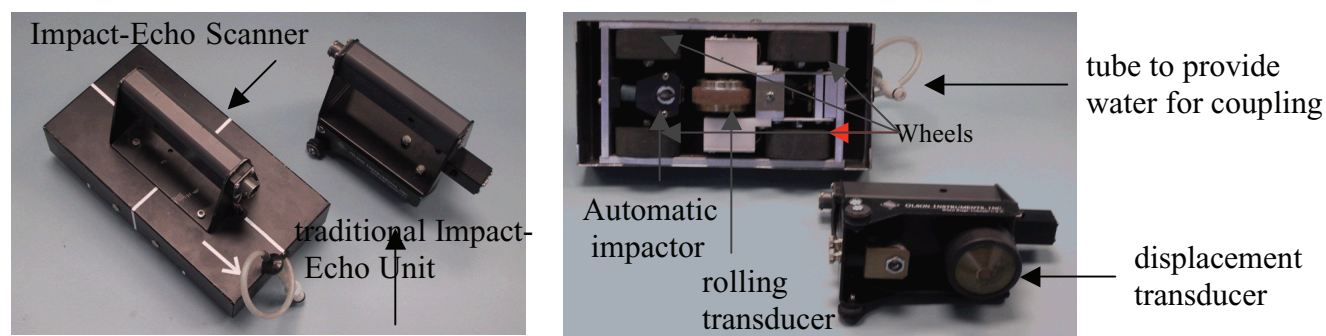 Impact-Echo Scanner
traditional Impact-
Echo Unit
tube to provide
water for coupling
Wheels
Automatic
impactor
rolling
transducer
OLSON INSTRUMENTS, INC.
displacement
transducer